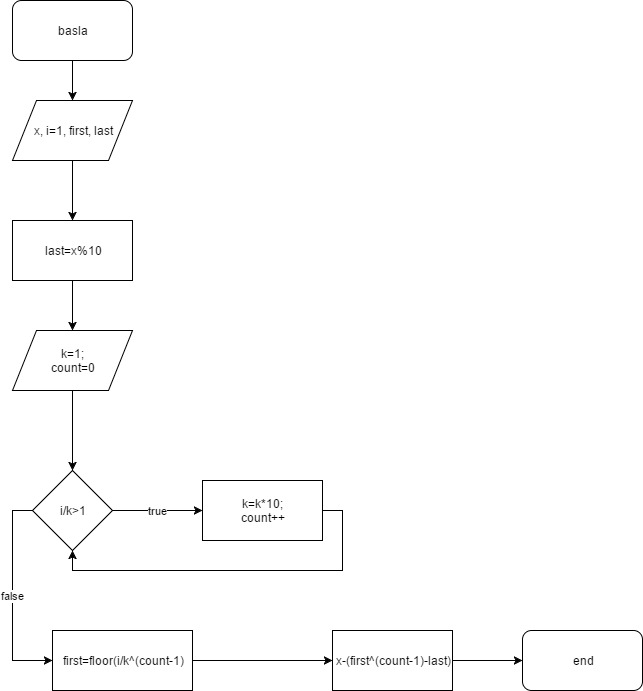 basla
x, i=1, first, last
last=x%10
k=1;
count=0
i/k>1
true
k=k*10;
count++
false
first=floor(i/k^(count-1)
x-(first^(count-1)-last)
end